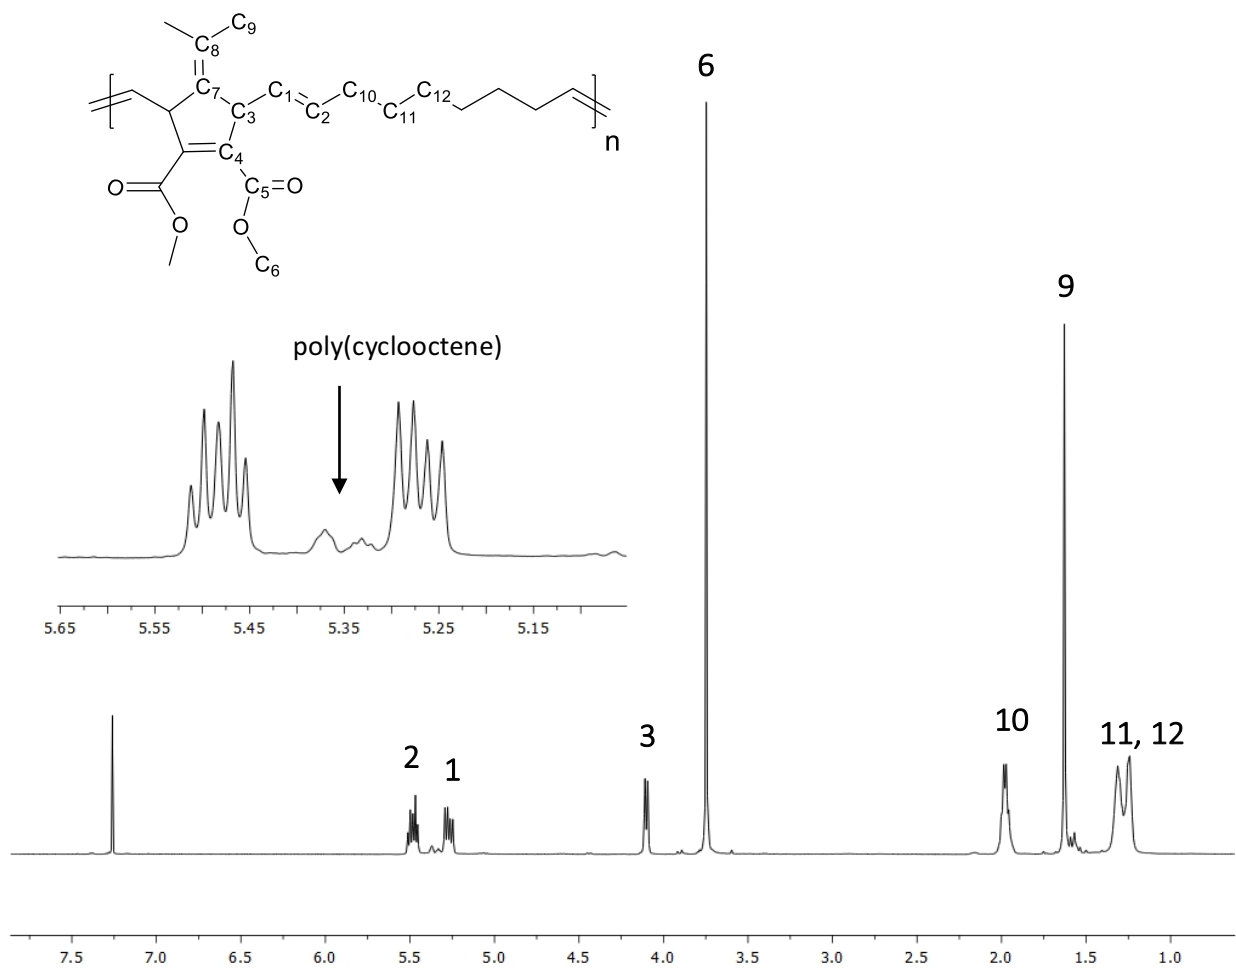 C9
C8
C7
C1
C10
C12
C3
C2
C11
n
C4
O
C5=O
O
O
C6
6
9
poly(cyclooctene)
5.65 5.55 5.45 5.35 5.25 5.15
2
1
3
10
11, 12
7.5 7.0 6.5 6.0 5.5 5.0 4.5 4.0 3.5 3.0 2.5 2.0 1.5 1.0